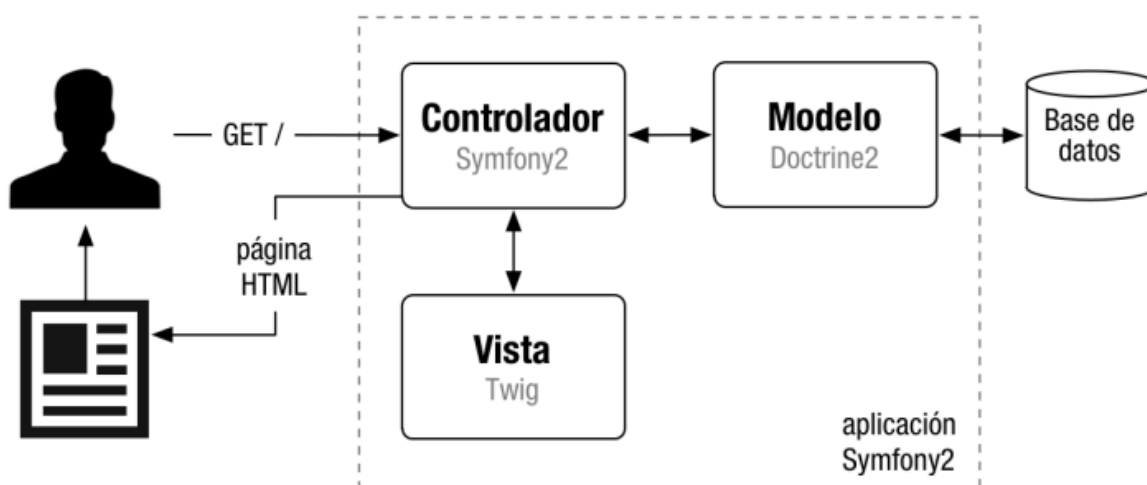 GET /
Controlador
Symfony2
Modelo
Doctrine2
Base de
datos
página
HTML
Vista
Twig
aplicación
Symfony2